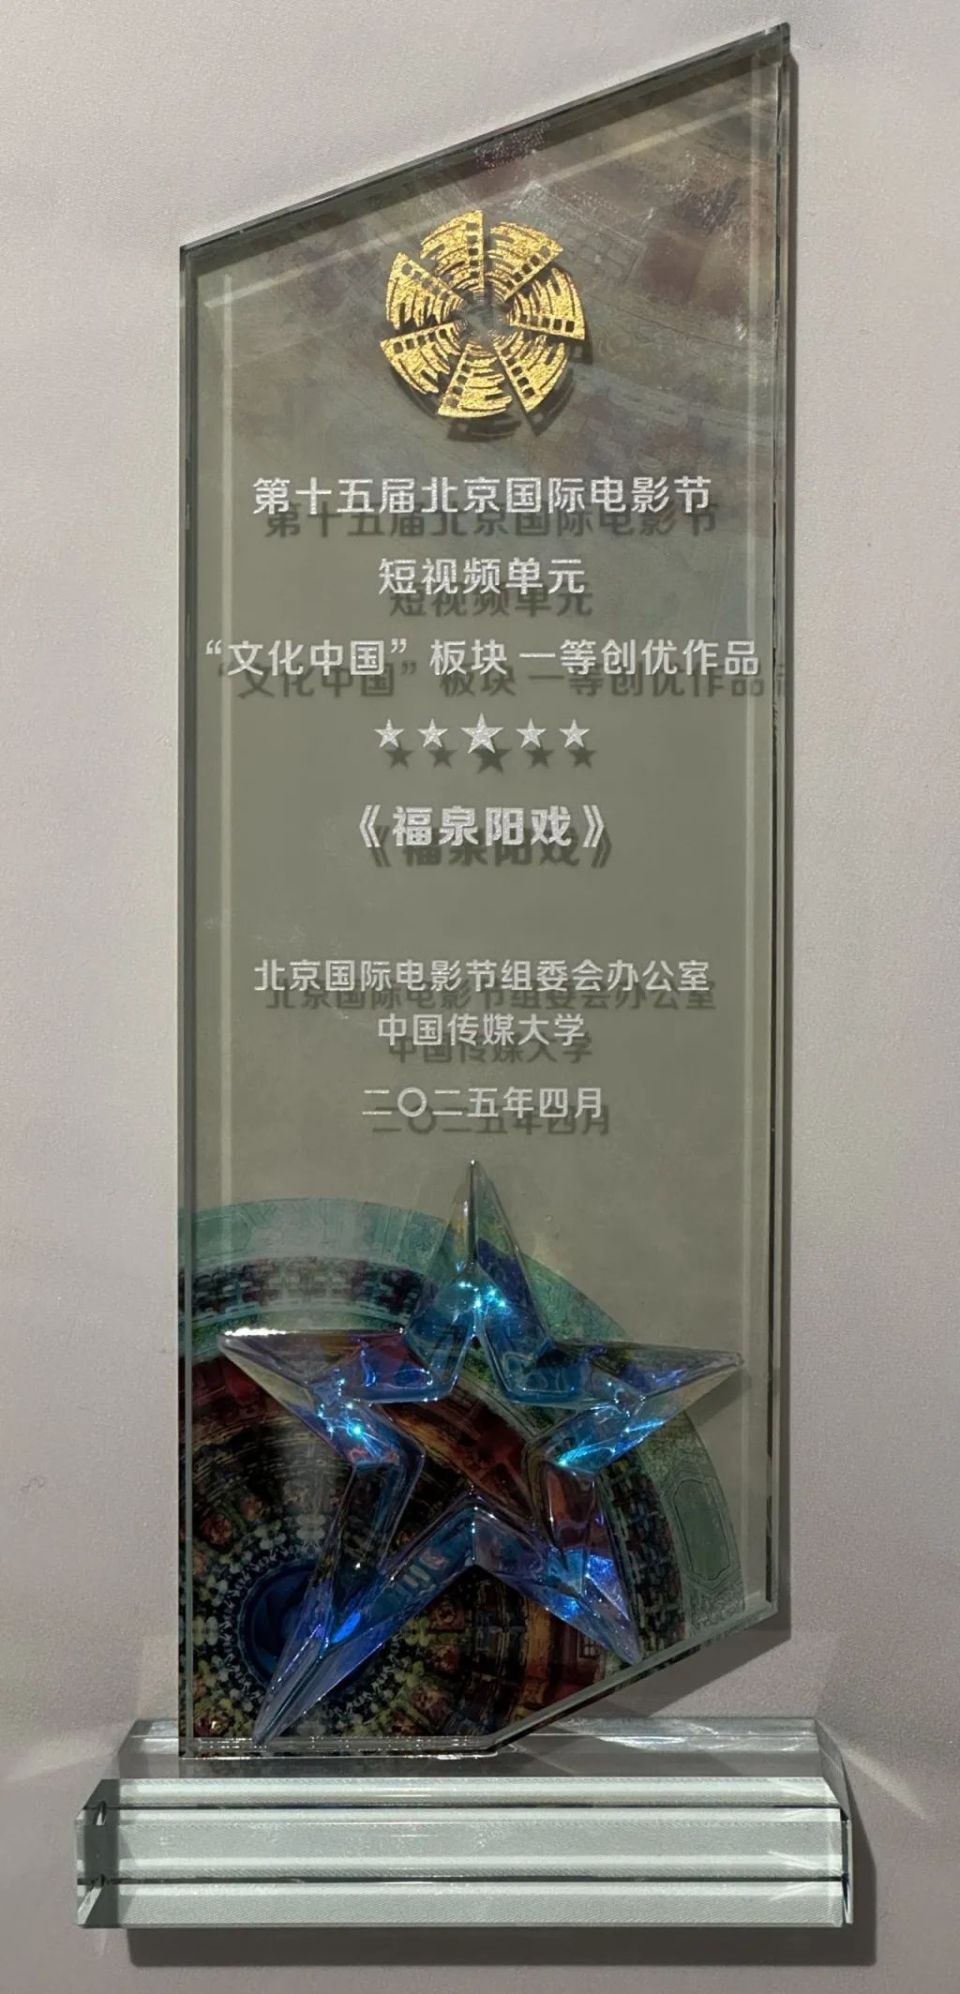 第十五届北京国际电影节
短视频单元
“文化中国”板块 一等创优作品
《福泉阳戏》
北京国际电影节组委会办公室
中国传媒大学
二〇二五年四月